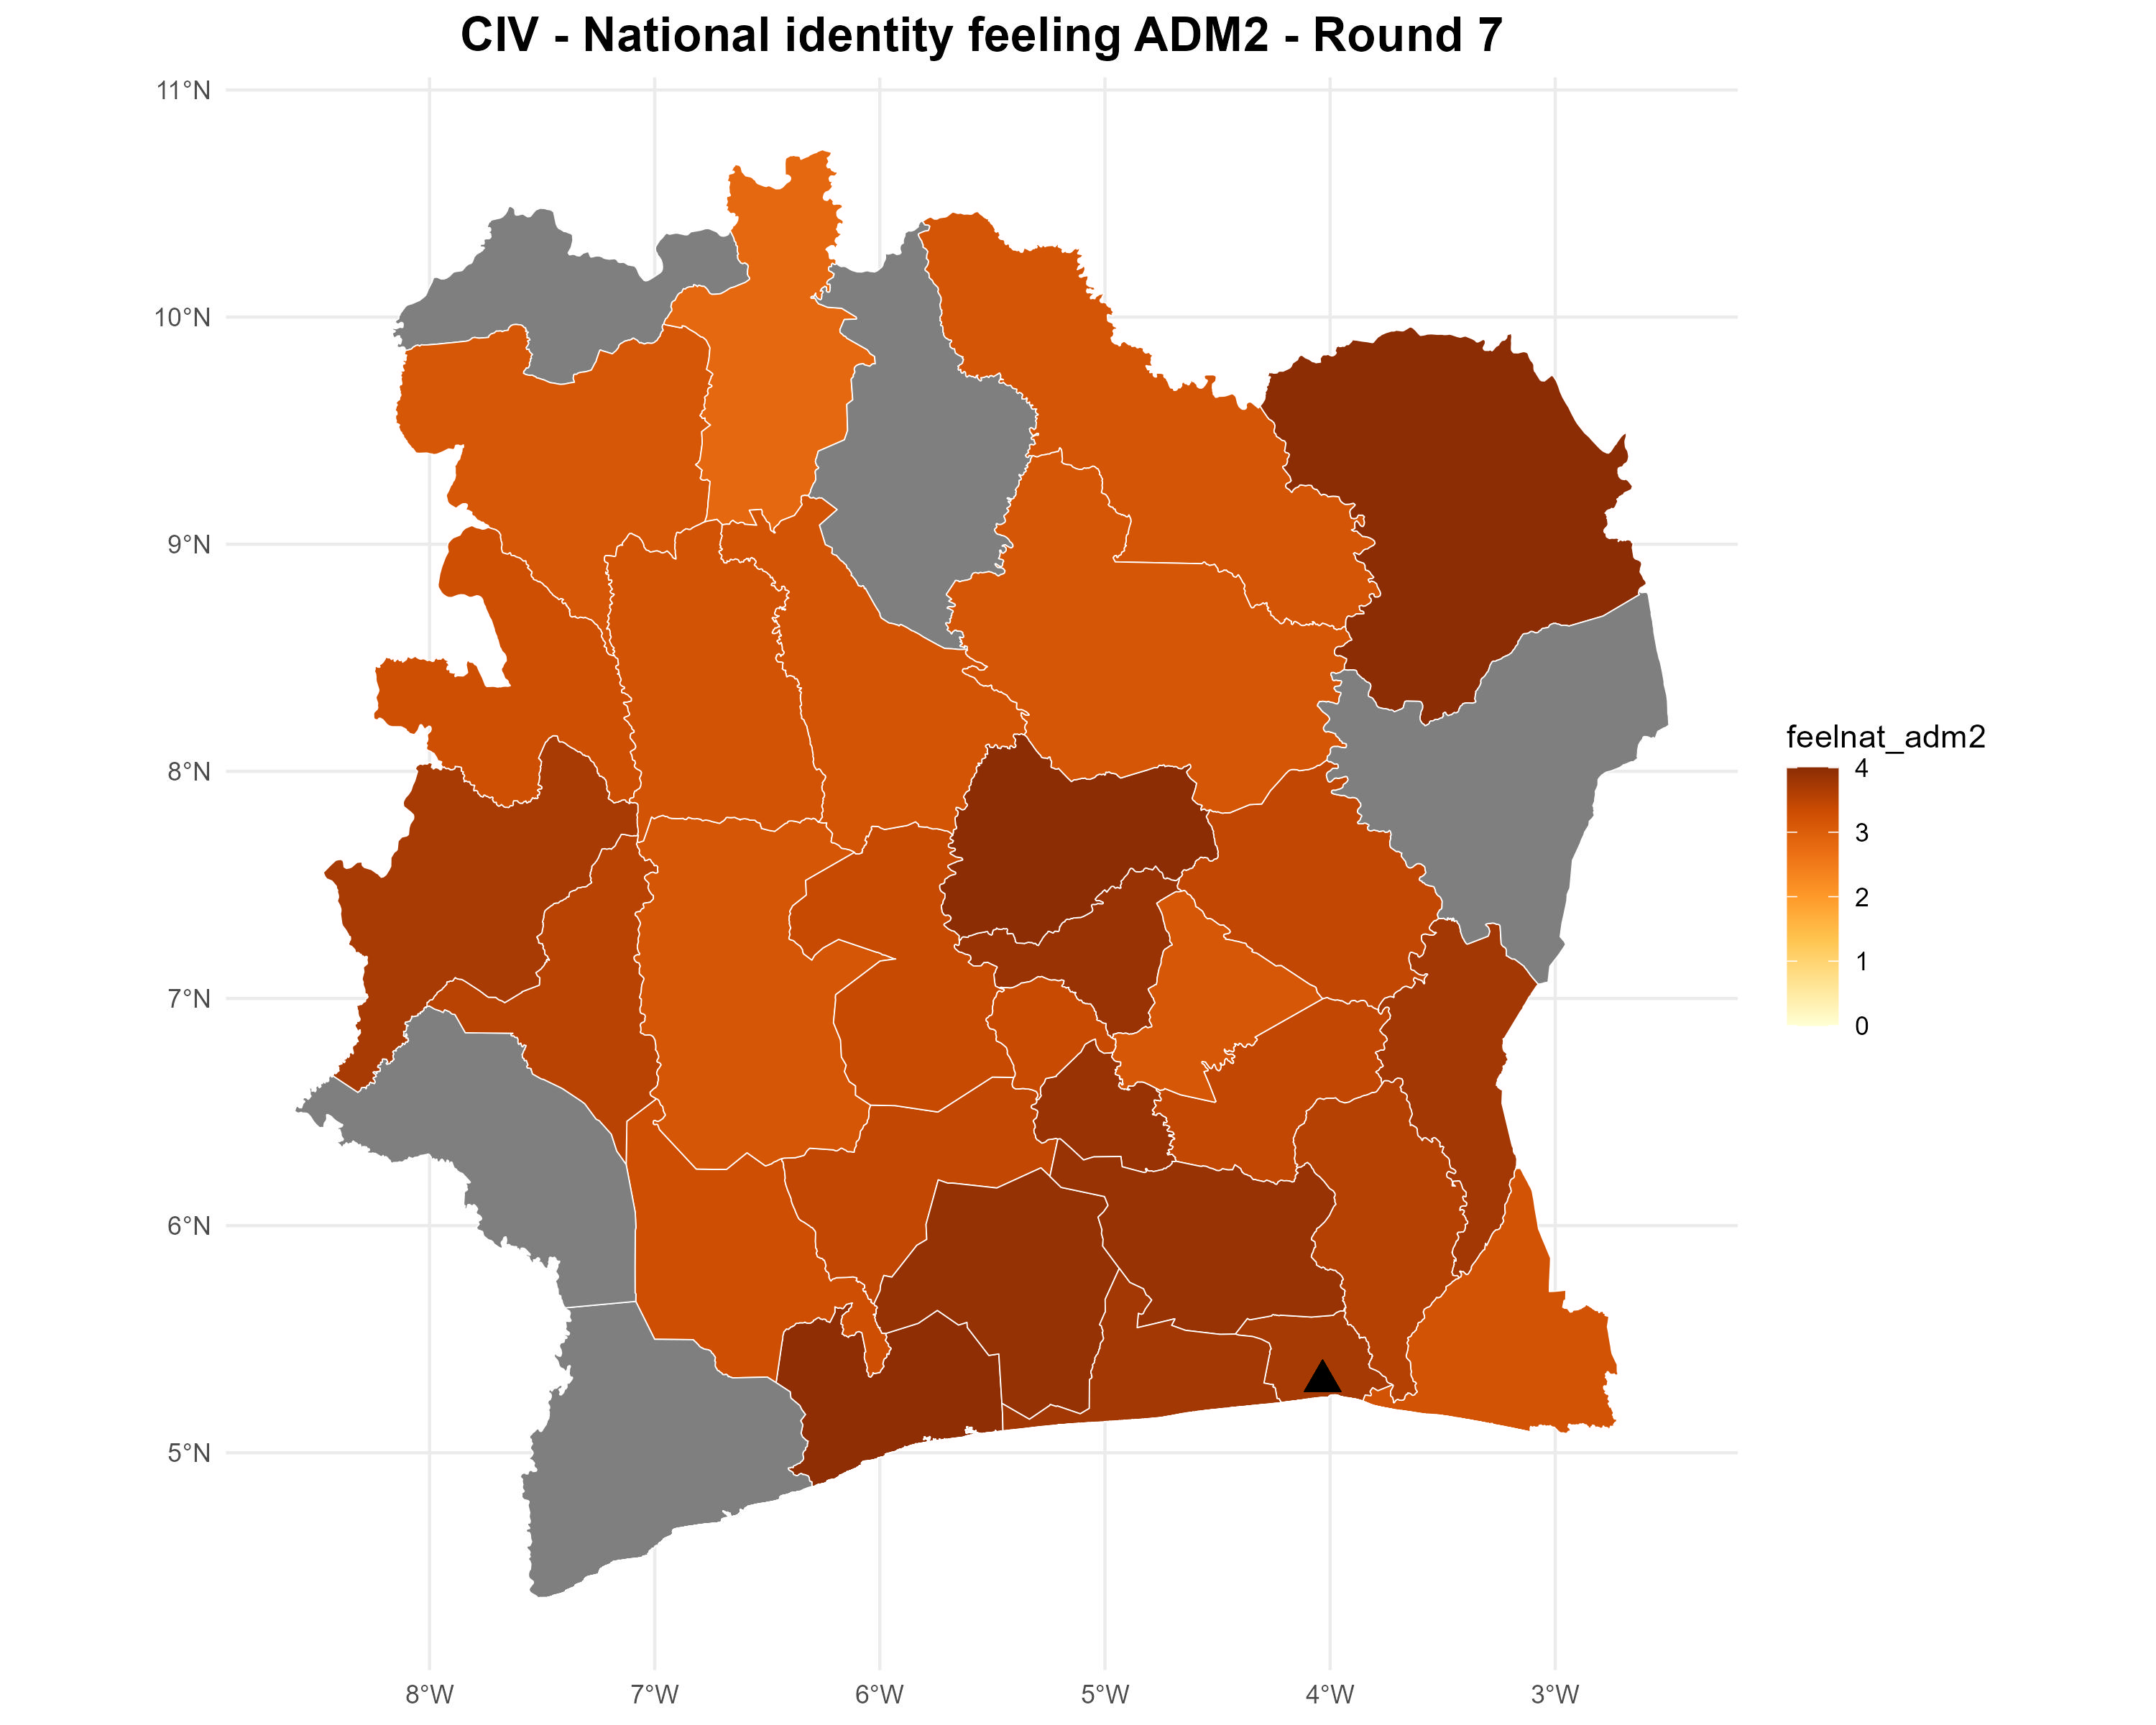 CIV - National identity feeling ADM2 - Round 7
11°N
10°N
9°N
8°N
7°N
6°N
5°N
8°W
7°W
6°W
5°W
4°W
3°W
feelnat_adm2
4
3
2
1
0